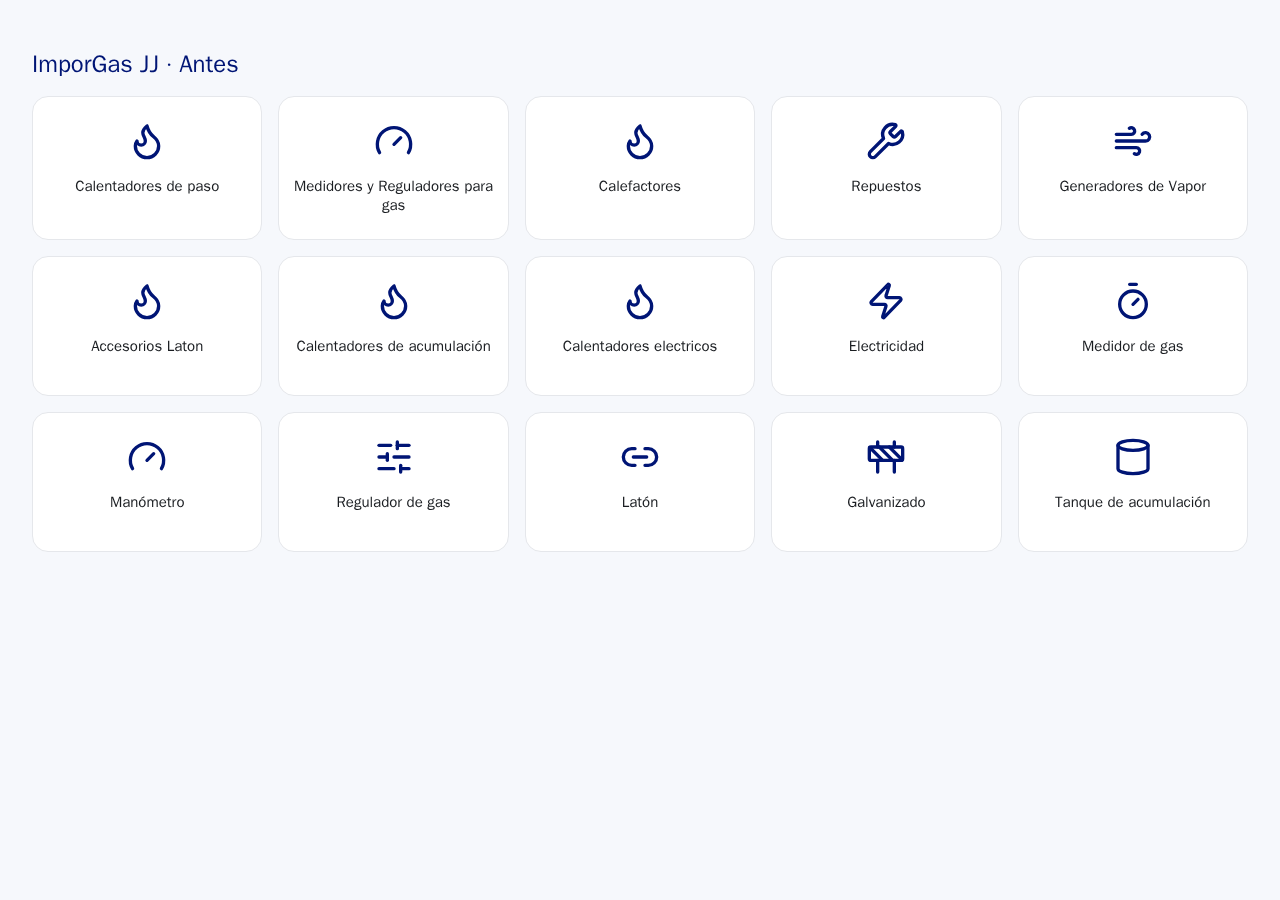 ImporGas JJ · Antes
Calentadores de paso
Medidores y Reguladores para
gas
Calefactores
Repuestos
Generadores de Vapor
Accesorios Laton
Calentadores de acumulación
Calentadores electricos
Electricidad
Medidor de gas
Manómetro
Regulador de gas
Latón
Galvanizado
Tanque de acumulación